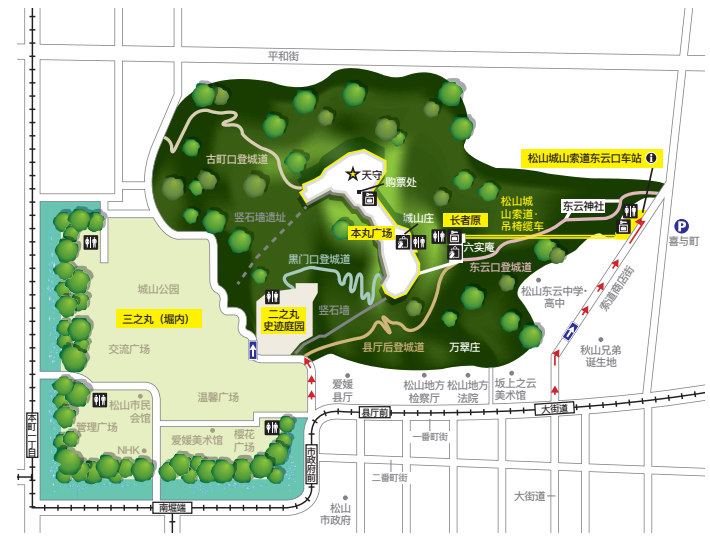 平和街
松山城山索道东云口车站
古町口登城道
天守
购票处
竖石墙遗址
本丸广场
城山庄
长者原
松山城
山索道·
吊椅缆车
东云神社
六实庵
东云口登城道
P
喜与町
黑门口登城道
城山公园
三之丸（堀内）
二之丸
史迹庭园
竖石墙
松山东云中学·
高中
索道商店街
交流广场
县厅后登城道
万翠庄
秋山兄弟
诞生地
温馨广场
爱媛
县厅
松山地方
检察厅
松山地方
法院
坂上之云
美术馆
松山市民
会馆
管理广场
NHK
爱媛美术馆
樱花
广场
本町一丁目
市政府前
县厅前
大街道
一番町街
二番町街
大街道
松山
市政府
南堀端